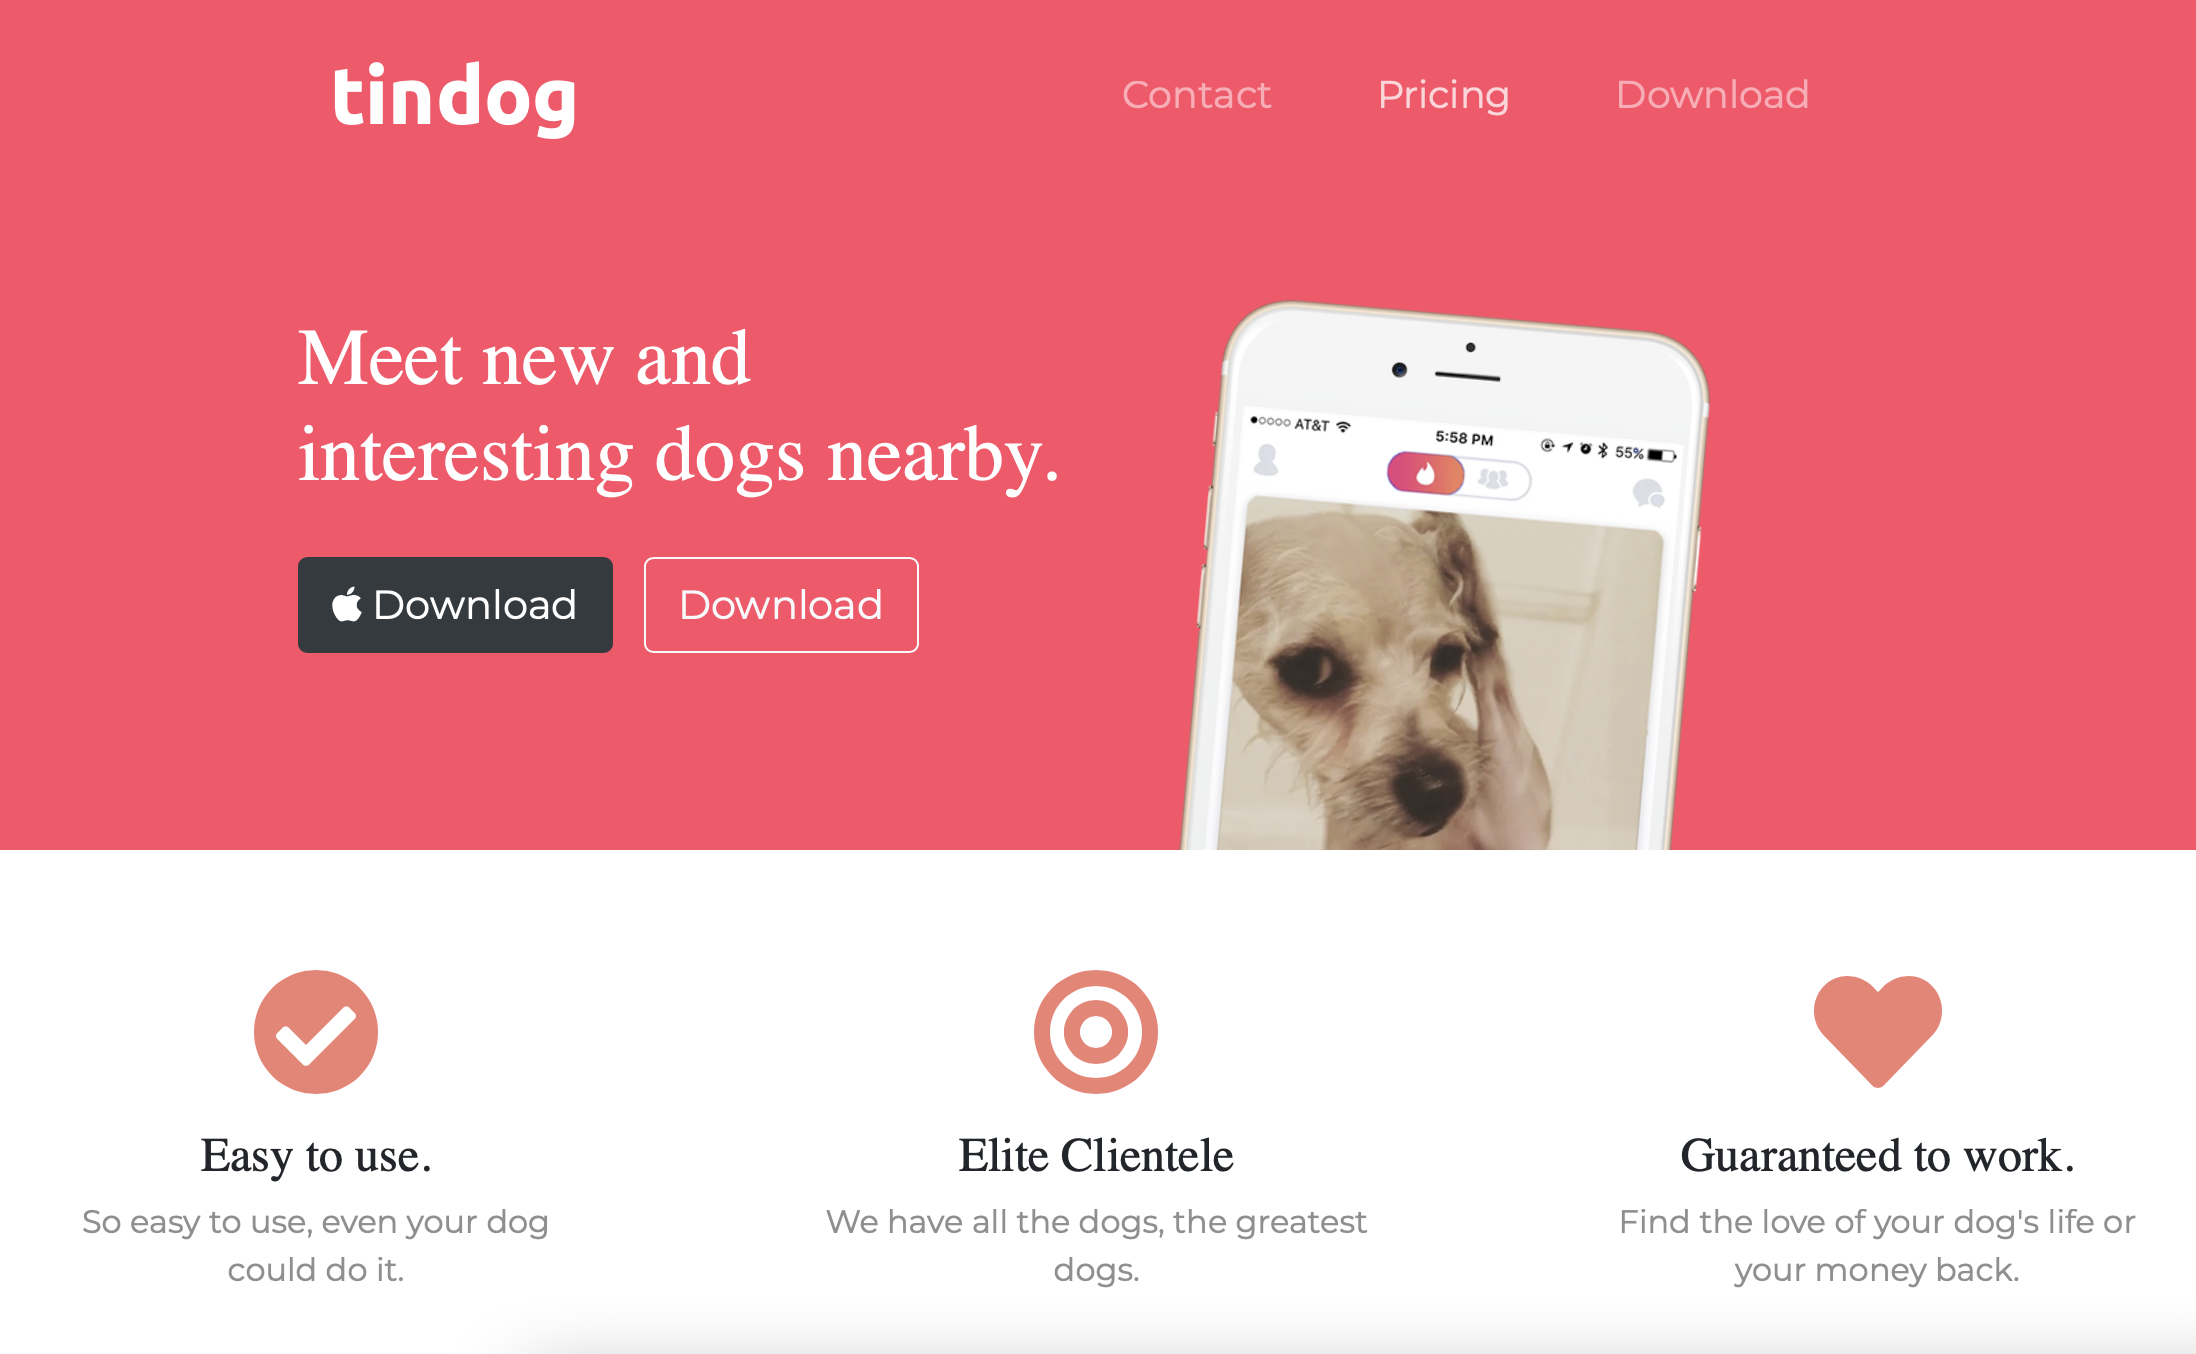 tindog
Contact Pricing Download
Meet new and
interesting dogs nearby.
Download Download
AT&T 5:58 PM 55%
Easy to use. Elite Clientele Guaranteed to work.
So easy to use, even your dog
could do it.
We have all the dogs, the greatest
dogs.
Find the love of your dog's life or
your money back.